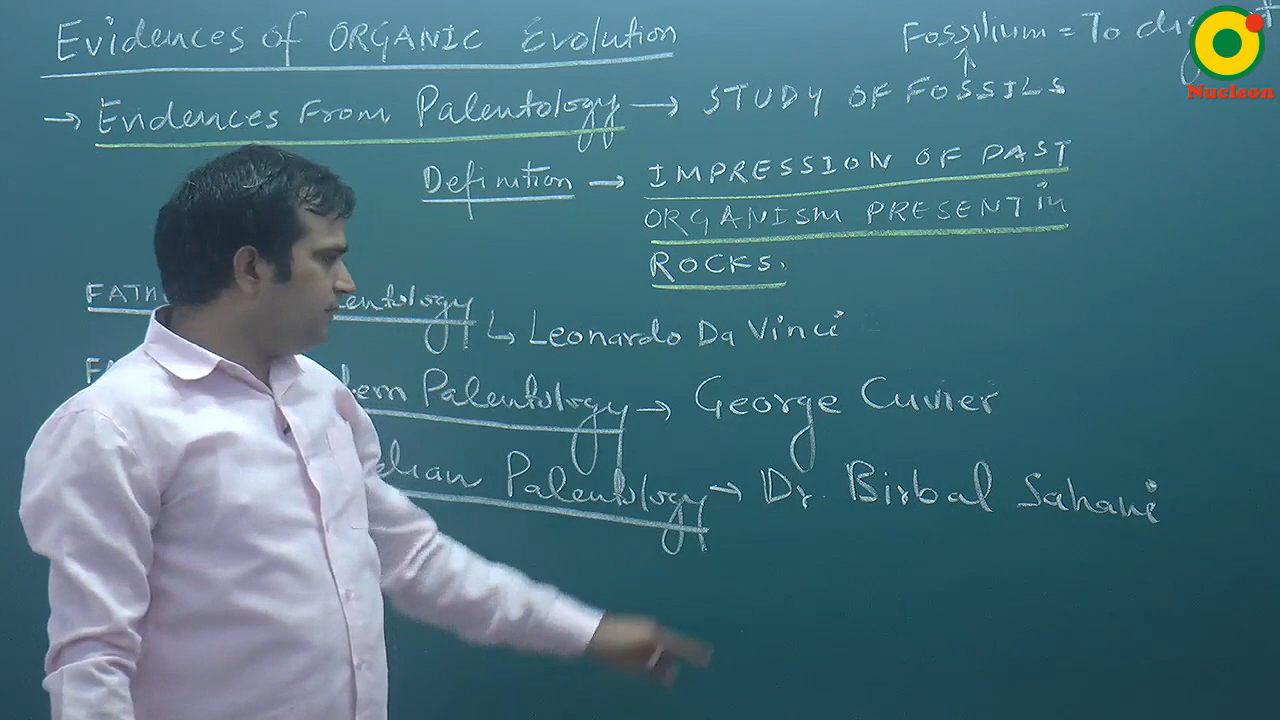 Evidences of ORGANIC Evolution
Fossilium = To dig
Nucleon
→ Evidences From Palentology → STUDY OF FOSSILS
Definition → IMPRESSION OF PAST
ORGANISM PRESENT in
ROCKS.
Leonardo Da Vinci
Palentology → George Cuvier
Palentology → Dr. Birbal Sahani